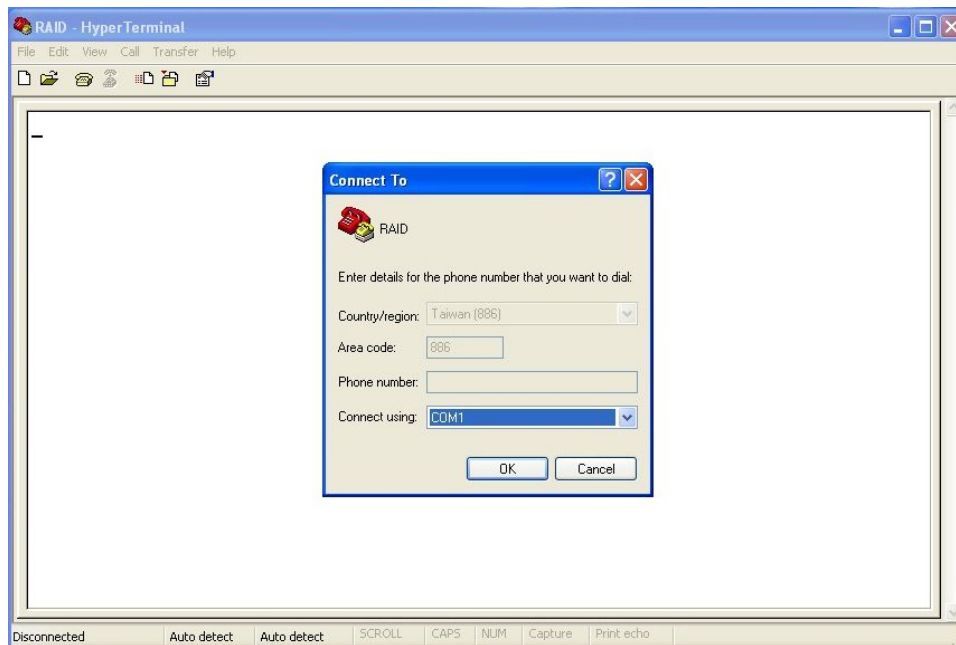 RAID - HyperTerminal
File Edit View Call Transfer Help
Connect To
RAID
Enter details for the phone number that you want to dial:
Country/region: Taiwan (886)
Area code: 886
Phone number:
Connect using: COM1
OK Cancel
Disconnected Auto detect Auto detect SCROLL CAPS NUM Capture Print echo